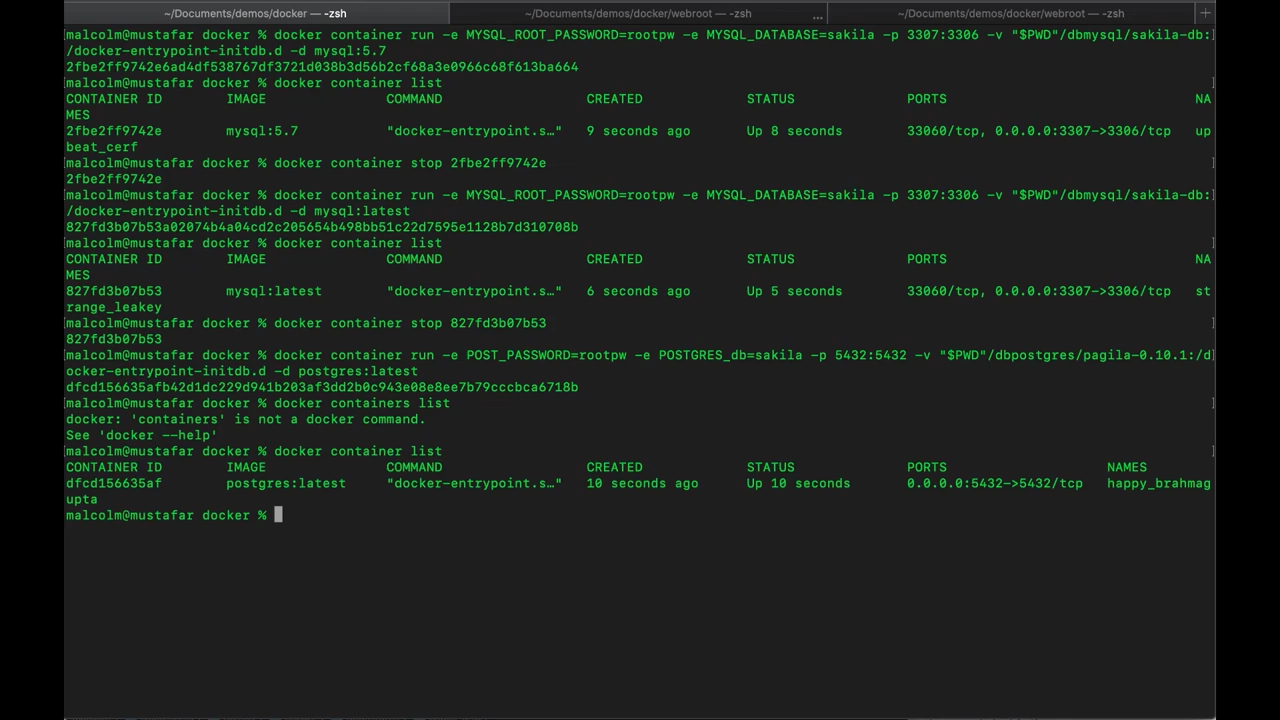 ~/Documents/demos/docker — -zsh
~/Documents/demos/docker/webroot — -zsh
...
~/Documents/demos/docker/webroot — -zsh
+
[malcolm@mustafar docker % docker container run -e MYSQL_ROOT_PASSWORD=rootpw -e MYSQL_DATABASE=sakila -p 3307:3306 -v "$PWD"/dbmysql/sakila-db:]
/docker-entrypoint-initdb.d -d mysql:5.7
2fbe2ff9742e6ad4df538767df3721d038b3d56b2cf68a3e0966c68f613ba664
[malcolm@mustafar docker % docker container list ]
CONTAINER ID        IMAGE               COMMAND                  CREATED             STATUS              PORTS                               NA
MES
2fbe2ff9742e        mysql:5.7           "docker-entrypoint.s…"   9 seconds ago       Up 8 seconds        33060/tcp, 0.0.0.0:3307->3306/tcp   up
beat_cerf
[malcolm@mustafar docker % docker container stop 2fbe2ff9742e ]
2fbe2ff9742e
[malcolm@mustafar docker % docker container run -e MYSQL_ROOT_PASSWORD=rootpw -e MYSQL_DATABASE=sakila -p 3307:3306 -v "$PWD"/dbmysql/sakila-db:]
/docker-entrypoint-initdb.d -d mysql:latest
827fd3b07b53a02074b4a04cd2c205654b498bb51c22d7595e1128b7d310708b
[malcolm@mustafar docker % docker container list ]
CONTAINER ID        IMAGE               COMMAND                  CREATED             STATUS              PORTS                               NA
MES
827fd3b07b53        mysql:latest        "docker-entrypoint.s…"   6 seconds ago       Up 5 seconds        33060/tcp, 0.0.0.0:3307->3306/tcp   st
range_leakey
[malcolm@mustafar docker % docker container stop 827fd3b07b53 ]
827fd3b07b53
[malcolm@mustafar docker % docker container run -e POST_PASSWORD=rootpw -e POSTGRES_db=sakila -p 5432:5432 -v "$PWD"/dbpostgres/pagila-0.10.1:/d]
ocker-entrypoint-initdb.d -d postgres:latest
dfcd156635afb42d1dc229d941b203af3dd2b0c943e08e8ee7b79cccbca6718b
[malcolm@mustafar docker % docker containers list ]
docker: 'containers' is not a docker command.
See 'docker --help'
[malcolm@mustafar docker % docker container list ]
CONTAINER ID        IMAGE               COMMAND                  CREATED             STATUS              PORTS                    NAMES
dfcd156635af        postgres:latest     "docker-entrypoint.s…"   10 seconds ago      Up 10 seconds       0.0.0.0:5432->5432/tcp   happy_brahmag
upta
malcolm@mustafar docker %